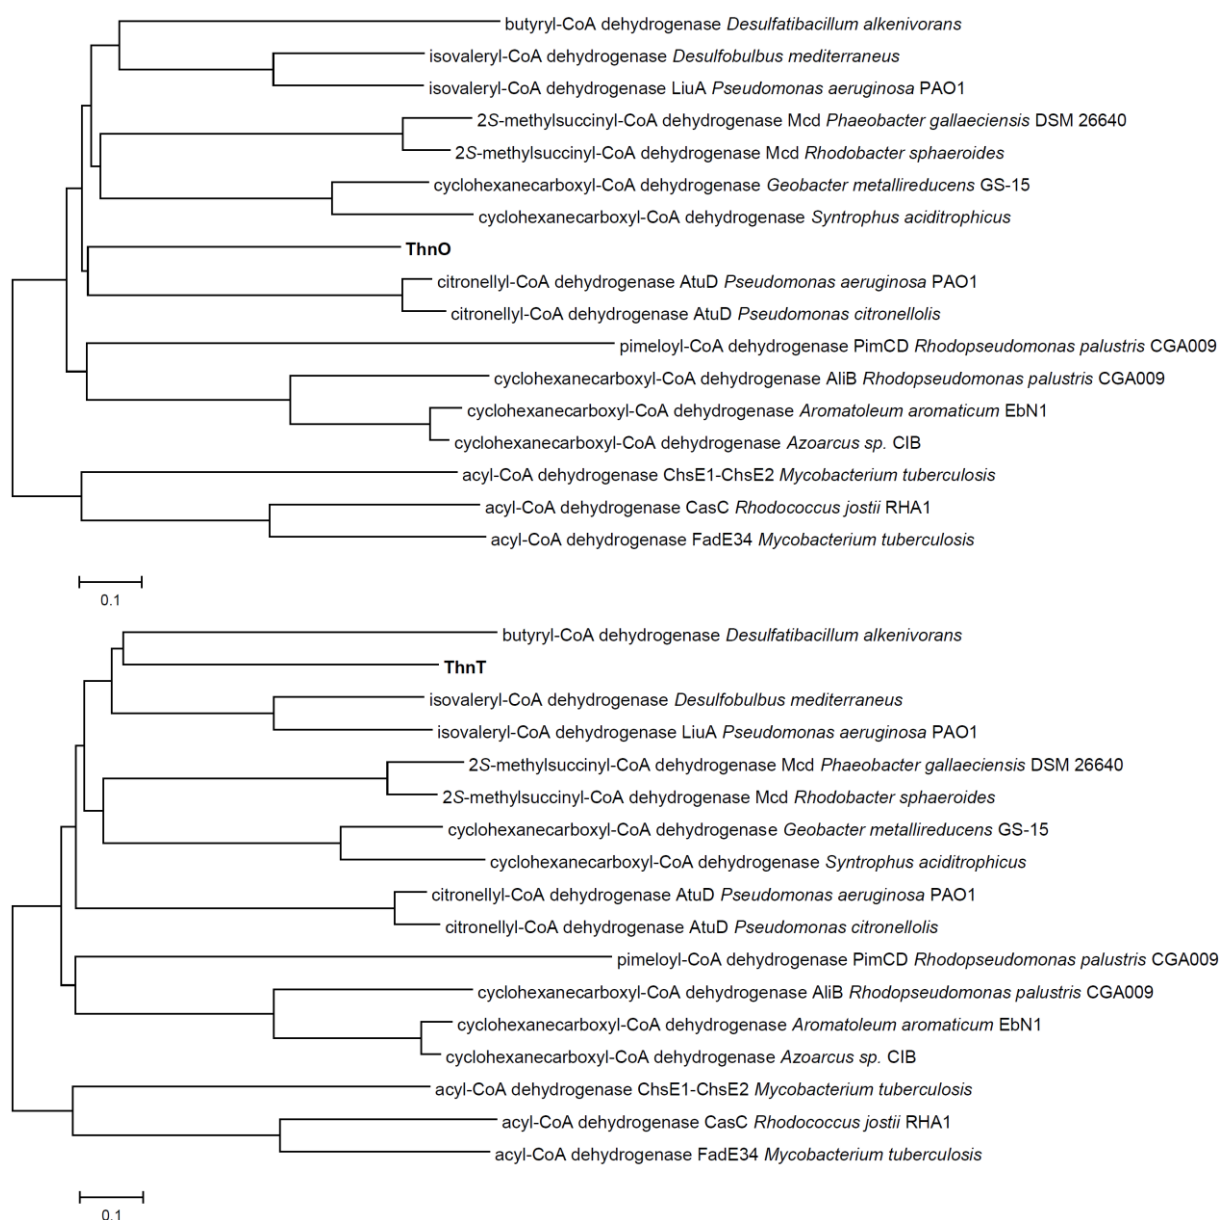 butyryl-CoA dehydrogenase Desulfatibacillum alkenivorans
isovaleryl-CoA dehydrogenase Desulfobulbus mediterraneus
isovaleryl-CoA dehydrogenase LiuA Pseudomonas aeruginosa PAO1
2S-methylsuccinyl-CoA dehydrogenase Mcd Phaeobacter gallaeciensis DSM 26640
2S-methylsuccinyl-CoA dehydrogenase Mcd Rhodobacter sphaeroides
cyclohexanecarboxyl-CoA dehydrogenase Geobacter metallireducens GS-15
cyclohexanecarboxyl-CoA dehydrogenase Syntrophus aciditrophicus
ThnO
citronellyl-CoA dehydrogenase AtuD Pseudomonas aeruginosa PAO1
citronellyl-CoA dehydrogenase AtuD Pseudomonas citronellolis
pimeloyl-CoA dehydrogenase PimCD Rhodopseudomonas palustris CGA009
cyclohexanecarboxyl-CoA dehydrogenase AliB Rhodopseudomonas palustris CGA009
cyclohexanecarboxyl-CoA dehydrogenase Aromatoleum aromaticum EbN1
cyclohexanecarboxyl-CoA dehydrogenase Azoarcus sp. CIB
acyl-CoA dehydrogenase ChsE1-ChsE2 Mycobacterium tuberculosis
acyl-CoA dehydrogenase CasC Rhodococcus jostii RHA1
acyl-CoA dehydrogenase FadE34 Mycobacterium tuberculosis
0.1
butyryl-CoA dehydrogenase Desulfatibacillum alkenivorans
ThnT
isovaleryl-CoA dehydrogenase Desulfobulbus mediterraneus
isovaleryl-CoA dehydrogenase LiuA Pseudomonas aeruginosa PAO1
2S-methylsuccinyl-CoA dehydrogenase Mcd Phaeobacter gallaeciensis DSM 26640
2S-methylsuccinyl-CoA dehydrogenase Mcd Rhodobacter sphaeroides
cyclohexanecarboxyl-CoA dehydrogenase Geobacter metallireducens GS-15
cyclohexanecarboxyl-CoA dehydrogenase Syntrophus aciditrophicus
citronellyl-CoA dehydrogenase AtuD Pseudomonas aeruginosa PAO1
citronellyl-CoA dehydrogenase AtuD Pseudomonas citronellolis
pimeloyl-CoA dehydrogenase PimCD Rhodopseudomonas palustris CGA009
cyclohexanecarboxyl-CoA dehydrogenase AliB Rhodopseudomonas palustris CGA009
cyclohexanecarboxyl-CoA dehydrogenase Aromatoleum aromaticum EbN1
cyclohexanecarboxyl-CoA dehydrogenase Azoarcus sp. CIB
acyl-CoA dehydrogenase ChsE1-ChsE2 Mycobacterium tuberculosis
acyl-CoA dehydrogenase CasC Rhodococcus jostii RHA1
acyl-CoA dehydrogenase FadE34 Mycobacterium tuberculosis
0.1